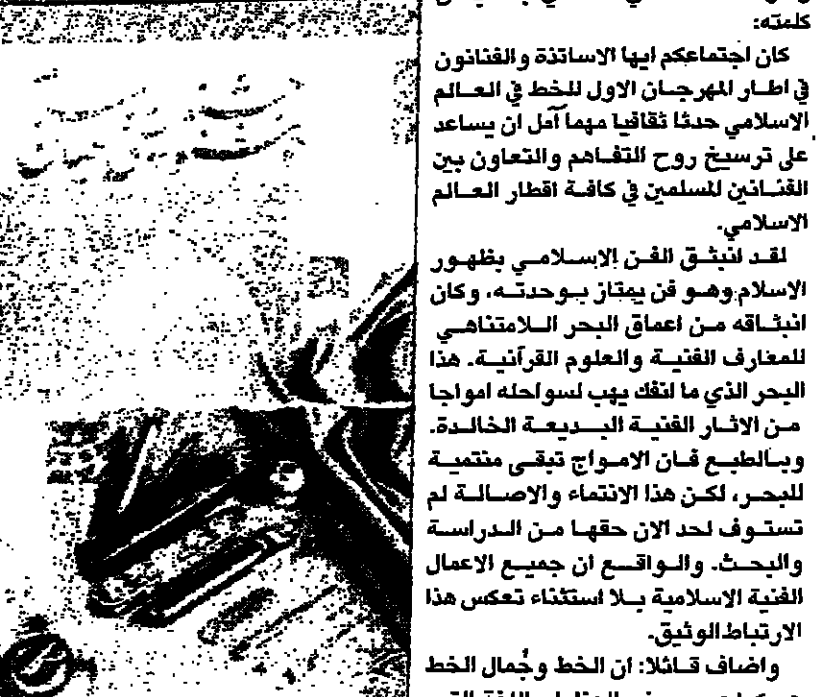 كلمته:
كان اجتماعكم ايها الاساتذة والفنانون
في اطار المهرجان الاول للخط في العالم
الاسلامي حدثا ثقافيا مهما آمل ان يساعد
على ترسيخ روح التفاهم والتعاون بين
الفنانين المسلمين في كافة اقطار العالم
الاسلامي.
لقد انبثق الفن الإسلامي بظهور
الاسلام وهو فن يمتاز بوحدته، وكان
انبثاقه من اعماق البحر اللامتناهي
للمعارف الفنية والعلوم القرآنية. هذا
البحر الذي ما انفك يهب لسواحله امواجا
من الاثار الفنية البديعة الخالدة.
وبالطبع فان الامواج تبقى منتمية
للبحر، لكن هذا الانتماء والاصالة لم
تستوف لحد الان حقها من الدراسة
والبحث. والواقع ان جميع الاعمال
الفنية الاسلامية بلا استثناء تعكس هذا
الارتباط الوثيق.
واضاف قائلا: ان الخط وجُمال الخط